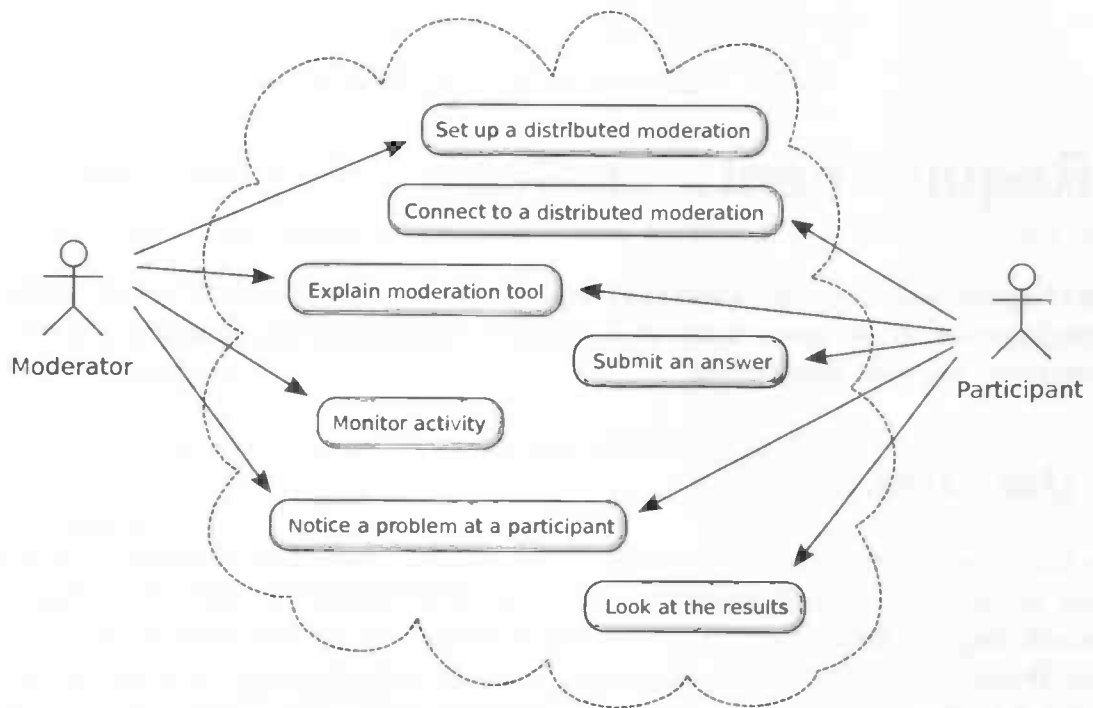 Set up a distributed moderation
Connect to a distributed moderation
Explain moderation tool
Moderator
Submit an answer
Participant
Monitor activity
Notice a problem at a participant
Look at the results